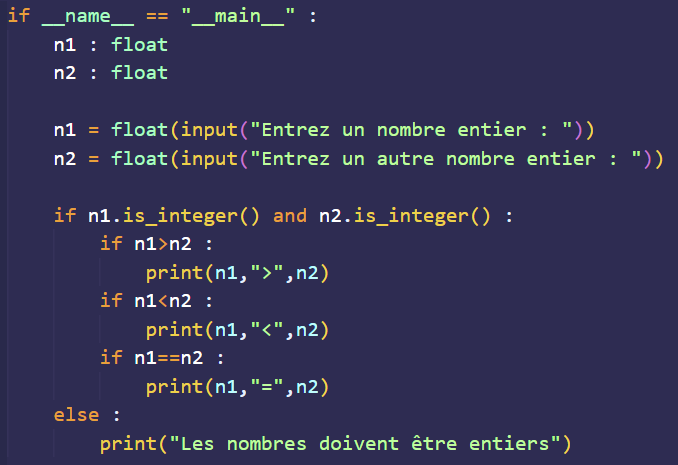 if __name__ == "__main__" :
    n1 : float
    n2 : float

    n1 = float(input("Entrez un nombre entier : "))
    n2 = float(input("Entrez un autre nombre entier : "))

    if n1.is_integer() and n2.is_integer() :
        if n1>n2 :
            print(n1,">",n2)
        if n1<n2 :
            print(n1,"<",n2)
        if n1==n2 :
            print(n1,"=",n2)
    else :
        print("Les nombres doivent être entiers")